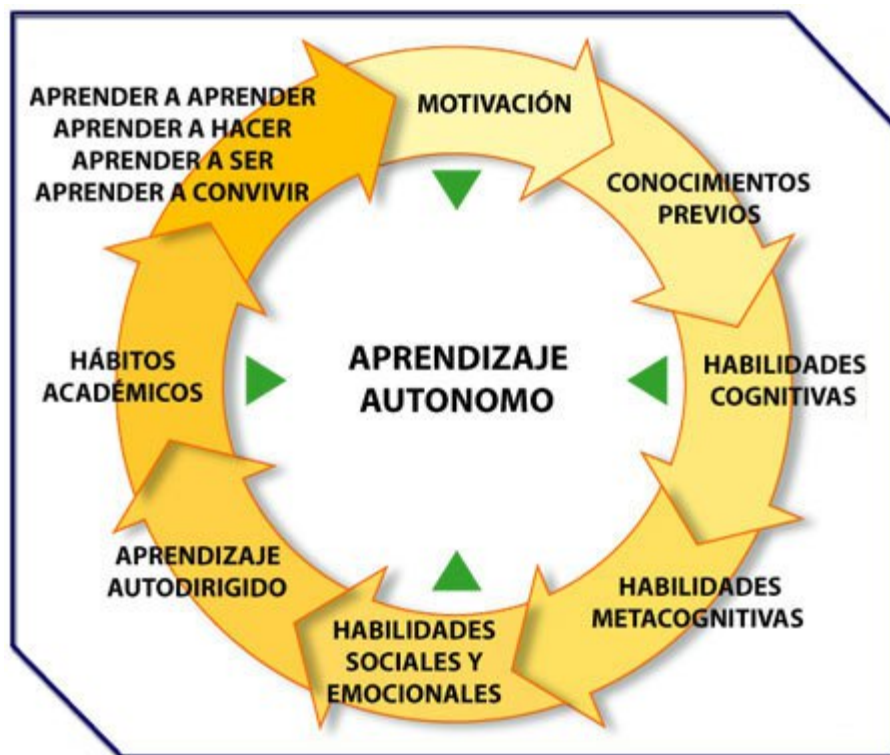 MOTIVACIÓN
CONOCIMIENTOS
PREVIOS
HABILIDADES
COGNITIVAS
HABILIDADES
METACOGNITIVAS
HABILIDADES
SOCIALES Y
EMOCIONALES
APRENDIZAJE
AUTODIRIGIDO
HÁBITOS
ACADÉMICOS
APRENDER A APRENDER
APRENDER A HACER
APRENDER A SER
APRENDER A CONVIVIR
APRENDIZAJE
AUTONOMO